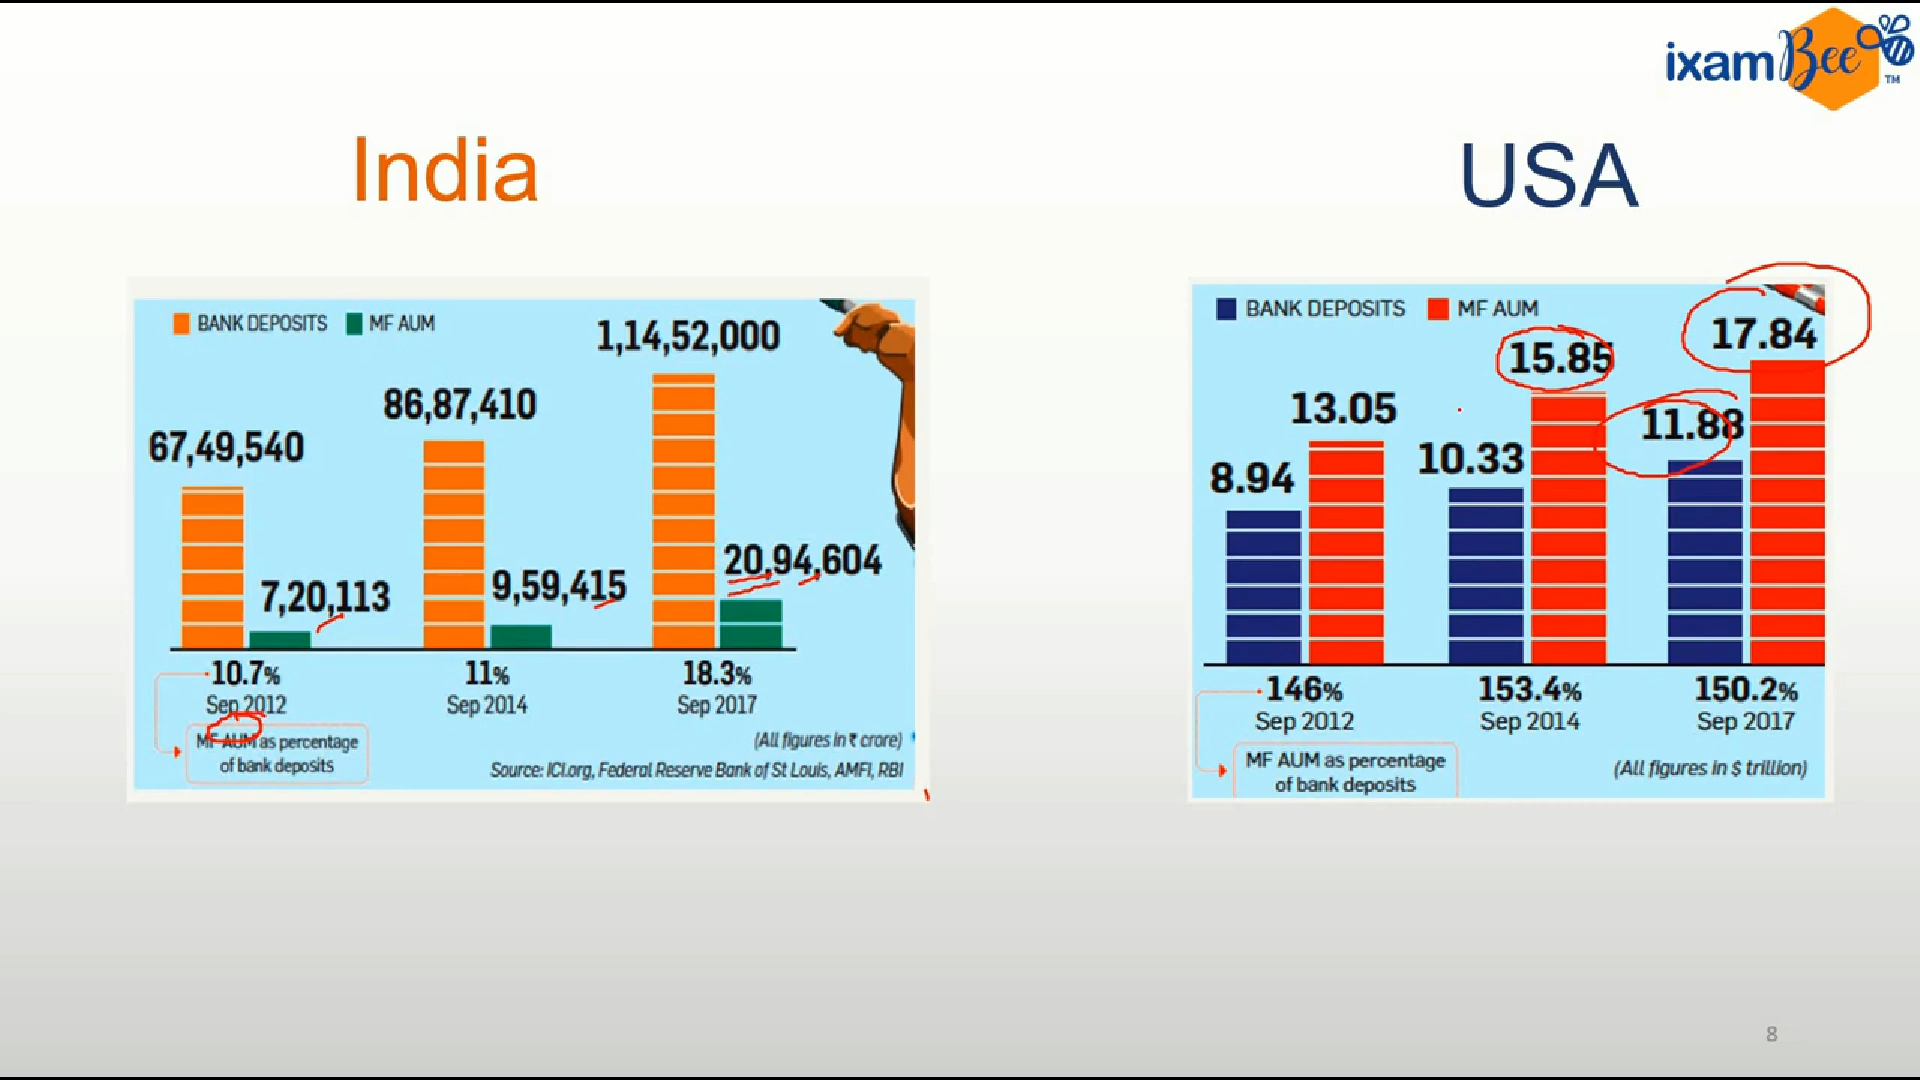 ixamBee™
India
USA
BANK DEPOSITS MF AUM
1,14,52,000
86,87,410
67,49,540
20,94,604
9,59,415
7,20,113
10.7% 11% 18.3%
Sep 2012 Sep 2014 Sep 2017
MF AUM as percentage
of bank deposits
(All figures in ₹ crore)
Source: ICI.org, Federal Reserve Bank of St Louis, AMFI, RBI
BANK DEPOSITS MF AUM
17.84
15.85
13.05
11.88
10.33
8.94
146% 153.4% 150.2%
Sep 2012 Sep 2014 Sep 2017
MF AUM as percentage
of bank deposits
(All figures in $ trillion)
8